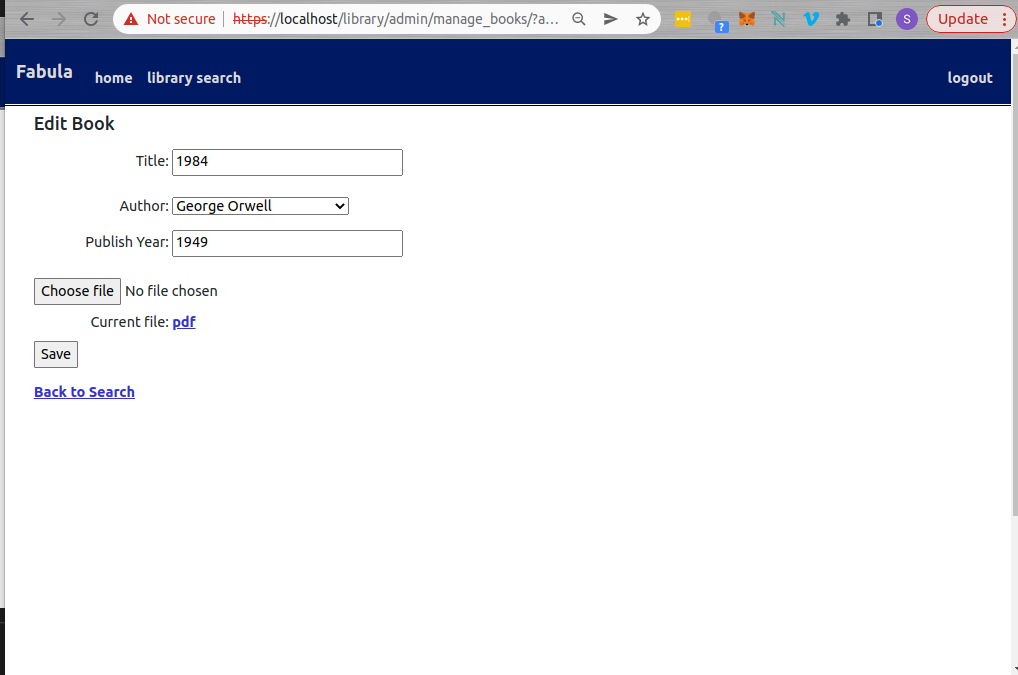 Not secure https://localhost/library/admin/manage_books/?a... ? S Update
Fabula home library search logout
Edit Book
Title: 1984
Author: George Orwell
Publish Year: 1949
Choose file No file chosen
Current file: pdf
Save
Back to Search